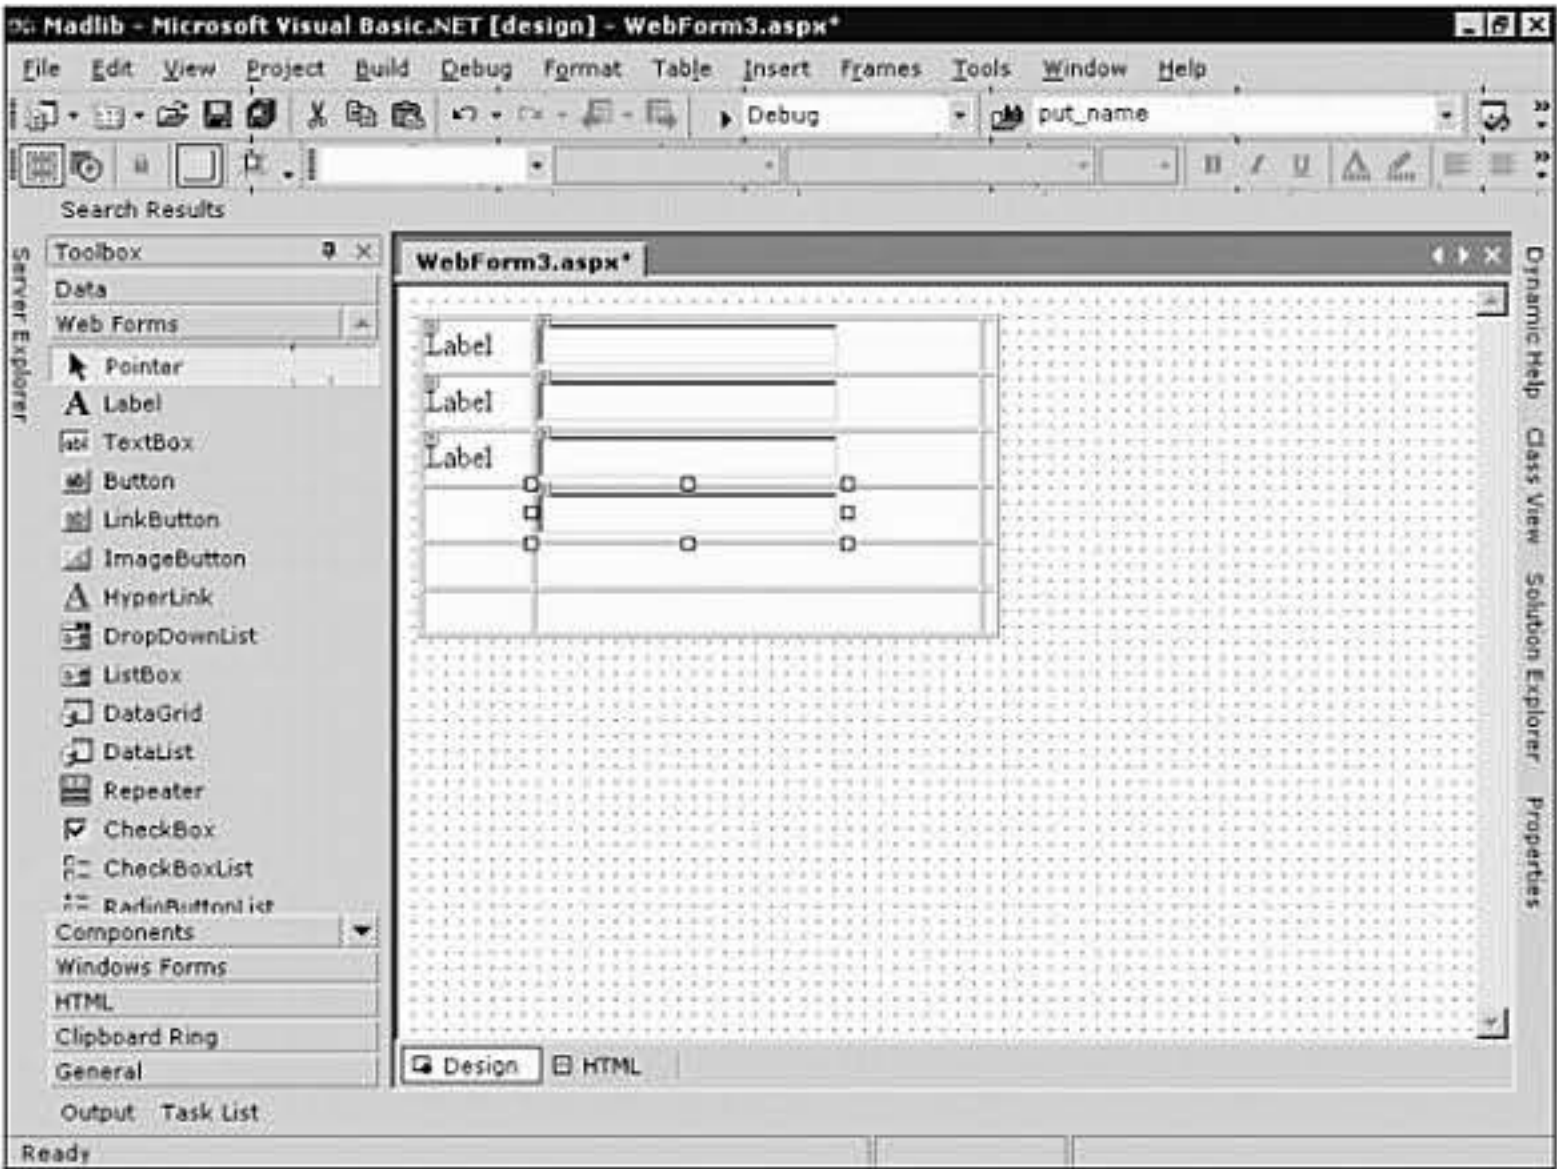 Madlib - Microsoft Visual Basic.NET [design] - WebForm3.aspx*
File Edit View Project Build Debug Format Table Insert Frames Tools Window Help
Debug put_name
B I U
Search Results
Server Explorer
Toolbox
Data
Web Forms
Pointer
Label
TextBox
Button
LinkButton
ImageButton
HyperLink
DropDownList
ListBox
DataGrid
DataList
Repeater
CheckBox
CheckBoxList
RadioButtonList
Components
Windows Forms
HTML
Clipboard Ring
General
WebForm3.aspx*
Label
Label
Label
Design HTML
Dynamic Help
Class View
Solution Explorer
Properties
Output Task List
Ready